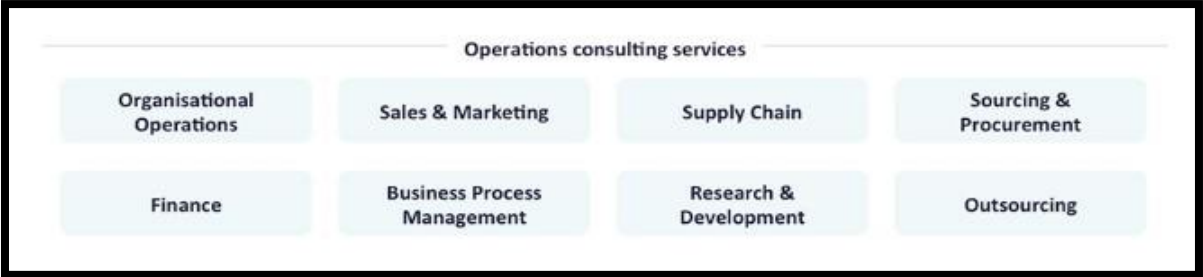 Operations consulting services
Organisational
Operations
Sales & Marketing
Supply Chain
Sourcing &
Procurement
Finance
Business Process
Management
Research &
Development
Outsourcing